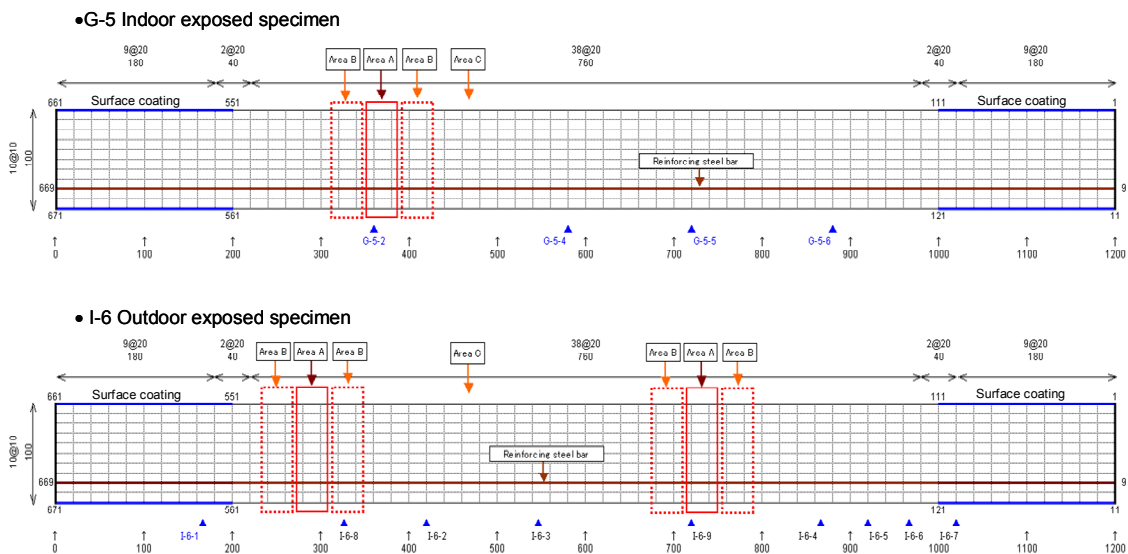 •G-5 Indoor exposed specimen
9@20
180
2@20
40
Area B
Area A
Area B
Area C
38@20
760
2@20
40
9@20
180
661
Surface coating
551
111
Surface coating
1
10@10
100
Reinforcing steel bar
669
9
671
561
121
11
G-5-2
G-5-4
G-5-5
G-5-6
0
100
200
300
400
500
600
700
800
900
1000
1100
1200
• I-6 Outdoor exposed specimen
9@20
180
2@20
40
Area B
Area A
Area B
Area C
38@20
760
Area B
Area A
Area B
2@20
40
9@20
180
661
Surface coating
551
111
Surface coating
1
10@10
100
Reinforcing steel bar
669
9
671
561
121
11
I-6-1
I-6-8
I-6-2
I-6-3
I-6-9
I-6-4
I-6-5
I-6-6
I-6-7
0
100
200
300
400
500
600
700
800
900
1000
1100
1200